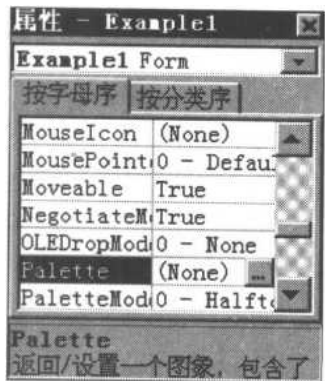 属性 - Example1
Example1 Form
按字母序 按分类序
MouseIcon (None)
MousePoint 0 - Defau
Moveable True
NegotiateM True
OLEDropMod 0 - None
Palette (None) ...
PaletteMod 0 - Halfto
Palette
返回/设置一个图象，包含了